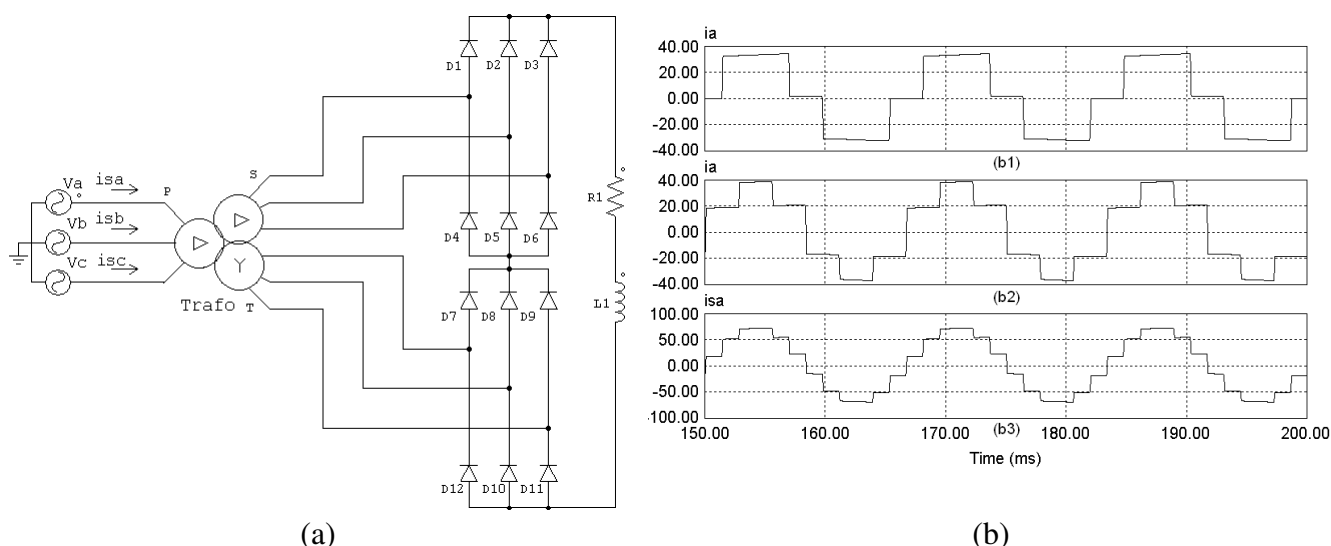 D1 D2 D3
S
Va isa P
Vb isb
Vc isc
Trafo T
Y
D4 D5 D6
D7 D8 D9
D12 D10 D11
R1
L1
(a)
ia
40.00
20.00
0.00
-20.00
-40.00
(b1)
ia
40.00
20.00
0.00
-20.00
-40.00
(b2)
isa
100.00
50.00
0.00
-50.00
-100.00
(b3)
150.00 160.00 170.00 180.00 190.00 200.00
Time (ms)
(b)